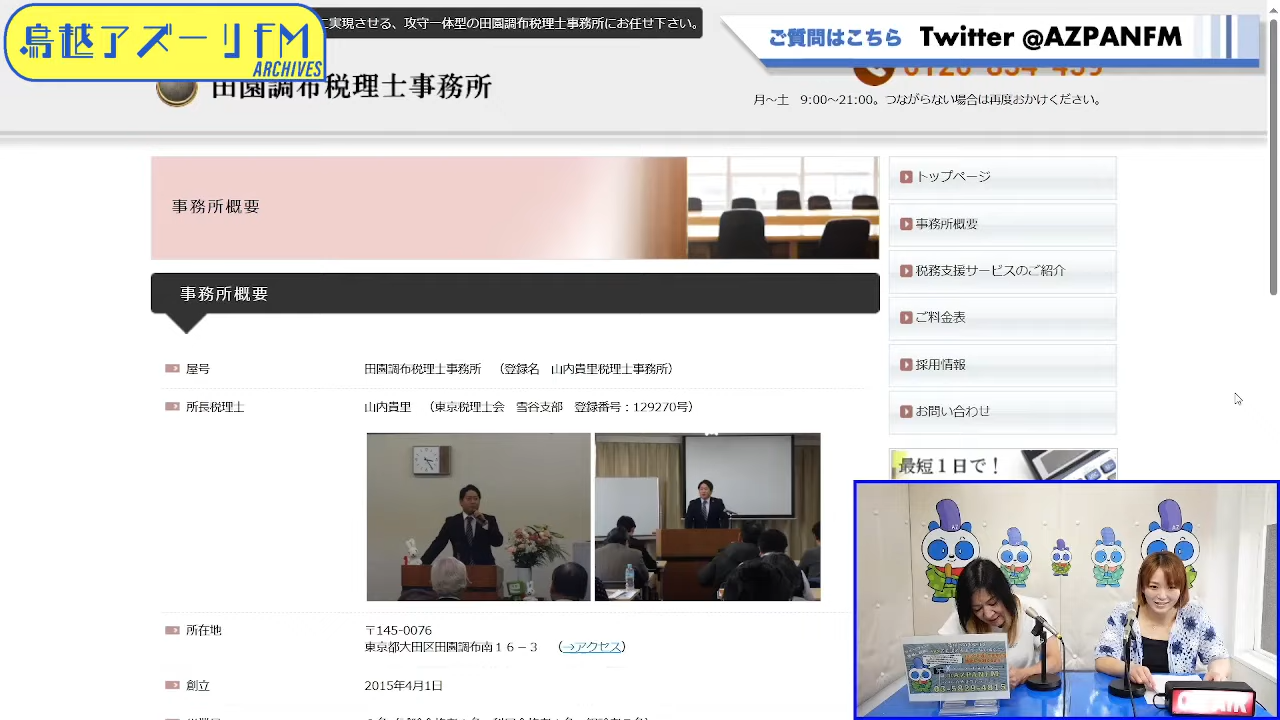 鳥越アズーリFM
ARCHIVES
実現させる、攻守一体型の田園調布税理士事務所にお任せ下さい。
ご質問はこちら Twitter @AZPANFM
田園調布税理士事務所
月～土 9:00～21:00。つながらない場合は再度おかけください。
事務所概要
事務所概要
屋号 田園調布税理士事務所 （登録名 山内貴里税理士事務所）
所長税理士 山内貴里 （東京税理士会 雪谷支部 登録番号：129270号）
所在地 〒145-0076
東京都大田区田園調布南１６－３ （→アクセス）
創立 2015年4月1日
トップページ
事務所概要
税務支援サービスのご紹介
ご料金表
採用情報
お問い合わせ
最短１日で！
@AZPANFM
03-5829-4815